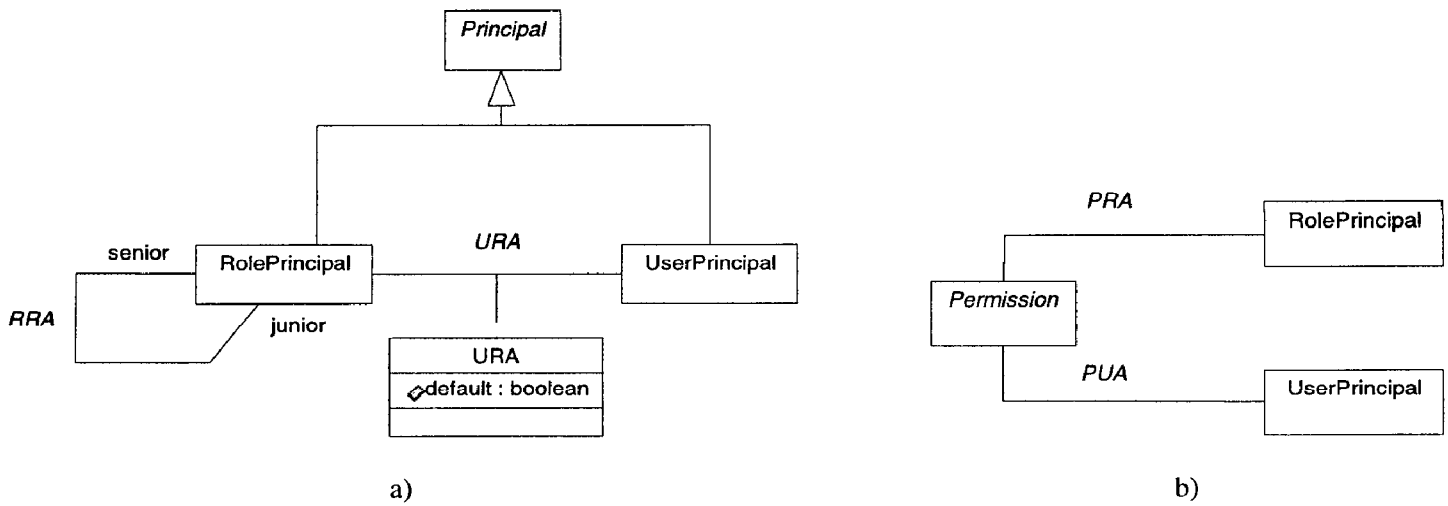 Principal
senior
RolePrincipal
URA
UserPrincipal
RRA
junior
URA
default : boolean
a)
PRA
RolePrincipal
Permission
PUA
UserPrincipal
b)